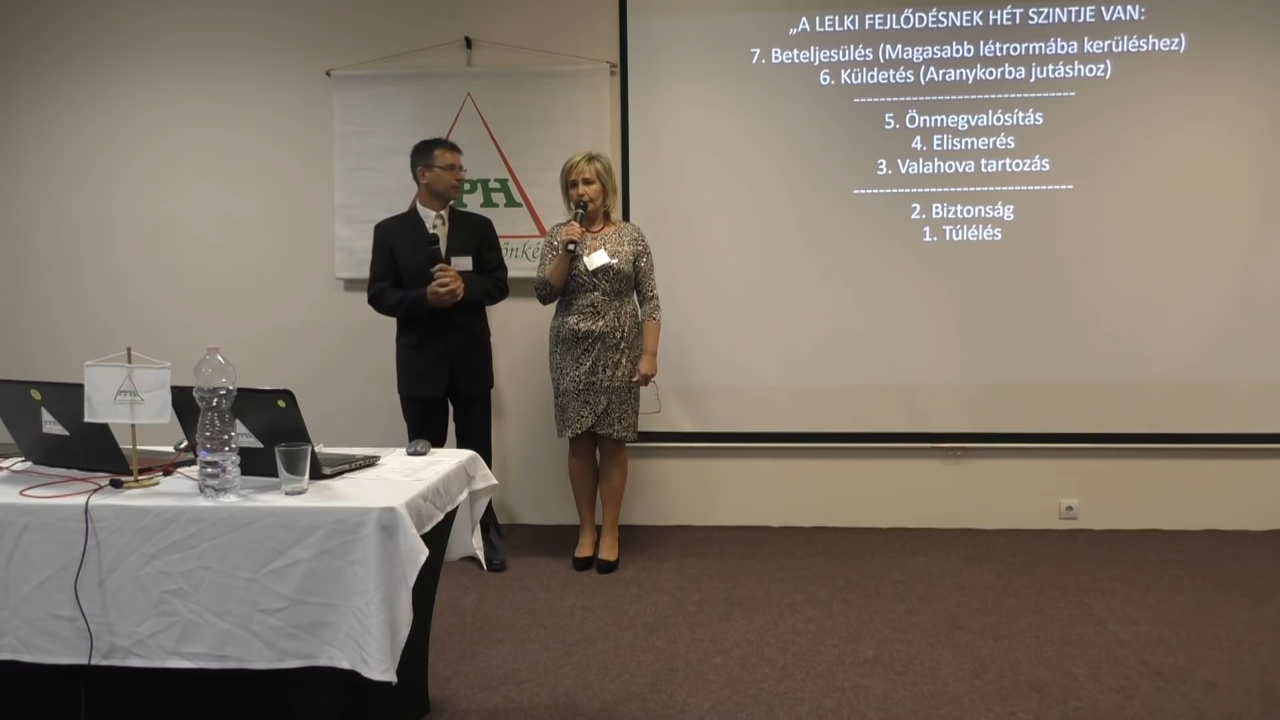 „A LELKI FEJLŐDÉSNEK HÉT SZINTJE VAN:
7. Beteljesülés (Magasabb létrormába kerüléshez)
6. Küldetés (Aranykorba jutáshoz)
5. Önmegvalósítás
4. Elismerés
3. Valahova tartozás
2. Biztonság
1. Túlélés
PH